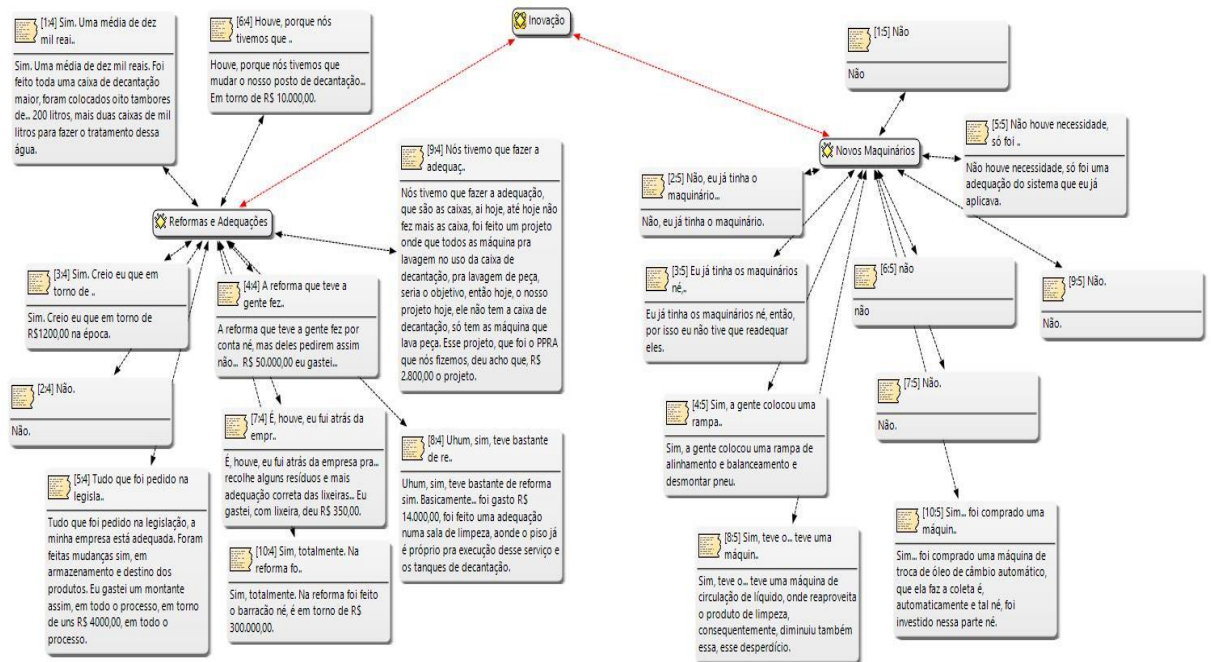 Inovação
[1:4] Sim. Uma média de dez
mil reai..
Sim. Uma média de dez mil reais. Foi
feito toda uma caixa de decantação
maior, foram colocados oito tambores
de... 200 litros, mais duas caixas de mil
litros para fazer o tratamento dessa
água.
[6:4] Houve, porque nós
tivemos que ..
Houve, porque nós tivemos que
mudar o nosso posto de decantação...
Em torno de R$ 10.000,00.
Reformas e Adequações
[9:4] Nós tivemo que fazer a
adequaç..
Nós tivemo que fazer a adequação,
que são as caixas, ai hoje, até hoje não
fez mais as caixa, foi feito um projeto
onde que todos as máquina pra
lavagem no uso da caixa de
decantação, pra lavagem de peça,
seria o objetivo, então hoje, o nosso
projeto hoje, ele não tem a caixa de
decantação, só tem as máquina que
lava peça. Esse projeto, que foi o PPRA
que nós fizemos, deu acho que, R$
2.800,00 o projeto.
[3:4] Sim. Creio eu que em
torno de ..
Sim. Creio eu que em torno de
R$1200,00 na época.
[4:4] A reforma que teve a
gente fez..
A reforma que teve a gente fez por
conta né, mas deles pedirem assim
não... R$ 50.000,00 eu gastei...
[2:4] Não.
Não.
[7:4] É, houve, eu fui atrás da
empr..
É, houve, eu fui atrás da empresa pra...
recolhe alguns resíduos e mais
adequação correta das lixeiras... Eu
gastei, com lixeira, deu R$ 350,00.
[8:4] Uhum, sim, teve bastante
de re..
Uhum, sim, teve bastante de reforma
sim. Basicamente... foi gasto R$
14.000,00, foi feito uma adequação
numa sala de limpeza, aonde o piso já
é próprio pra execução desse serviço e
os tanques de decantação.
[5:4] Tudo que foi pedido na
legisla..
Tudo que foi pedido na legislação, a
minha empresa está adequada. Foram
feitas mudanças sim, em
armazenamento e destino dos
produtos. Eu gastei um montante
assim, em todo o processo, em torno
de uns R$ 4000,00, em todo o
processo.
[10:4] Sim, totalmente. Na
reforma fo..
Sim, totalmente. Na reforma foi feito
o barracão né, é em torno de R$
300.000,00.
[1:5] Não
Não
Novos Maquinários
[5:5] Não houve necessidade,
só foi ..
Não houve necessidade, só foi uma
adequação do sistema que eu já
aplicava.
[2:5] Não, eu já tinha o
maquinário...
Não, eu já tinha o maquinário.
[3:5] Eu já tinha os maquinários
né,..
Eu já tinha os maquinários né, então,
por isso eu não tive que readequar
eles.
[6:5] não
não
[9:5] Não.
Não.
[4:5] Sim, a gente colocou uma
rampa..
Sim, a gente colocou uma rampa de
alinhamento e balanceamento e
desmontar pneu.
[7:5] Não.
Não.
[8:5] Sim, teve o... teve uma
máquin..
Sim, teve o... teve uma máquina de
circulação de líquido, onde reaproveita
o produto de limpeza,
consequentemente, diminuiu também
essa, esse desperdício.
[10:5] Sim... foi comprado uma
máquin..
Sim... foi comprado uma máquina de
troca de óleo de câmbio automático,
que ela faz a coleta é,
automaticamente e tal né, foi
investido nessa parte né.